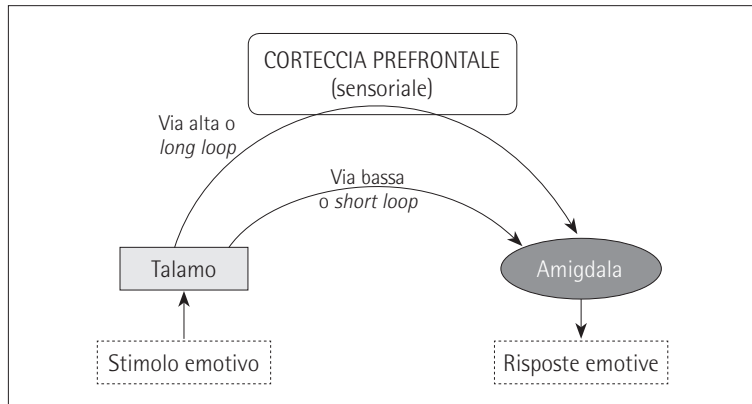 CORTECCIA PREFRONTALE
(sensoriale)
Via alta o
long loop
Via bassa
o short loop
Talamo
Amigdala
Stimolo emotivo
Risposte emotive